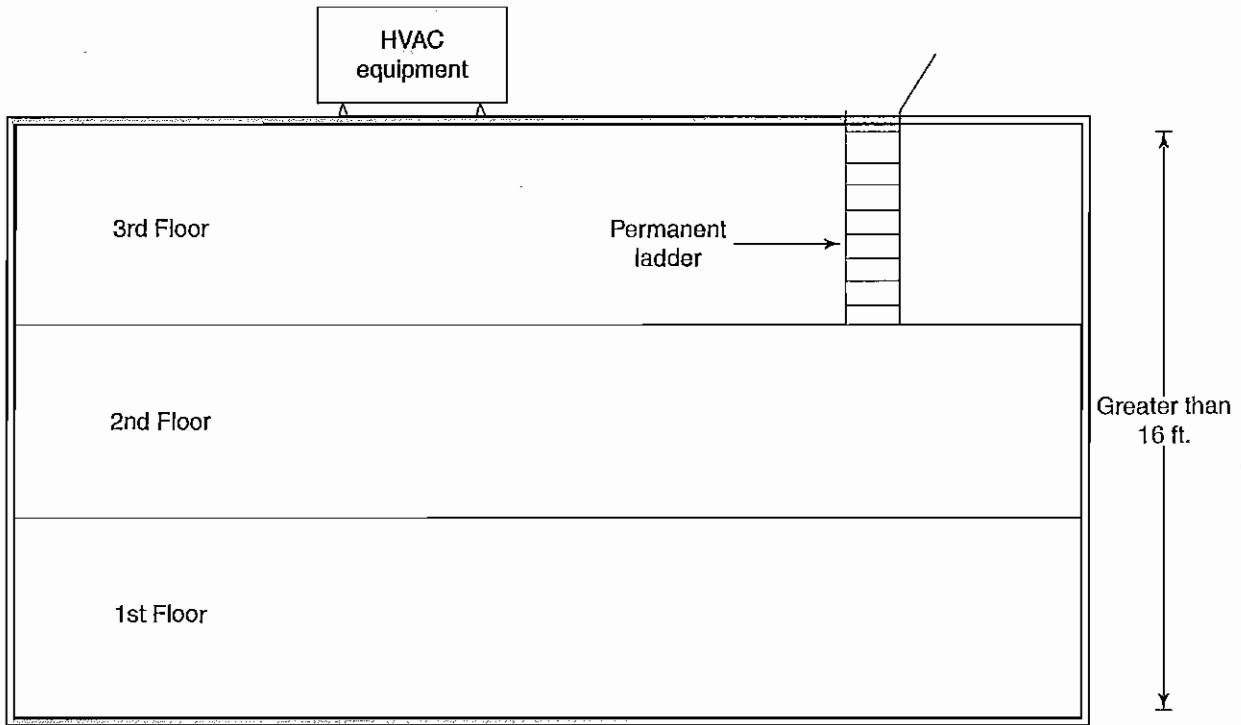 HVAC
equipment
3rd Floor
Permanent
ladder
2nd Floor
Greater than
16 ft.
1st Floor